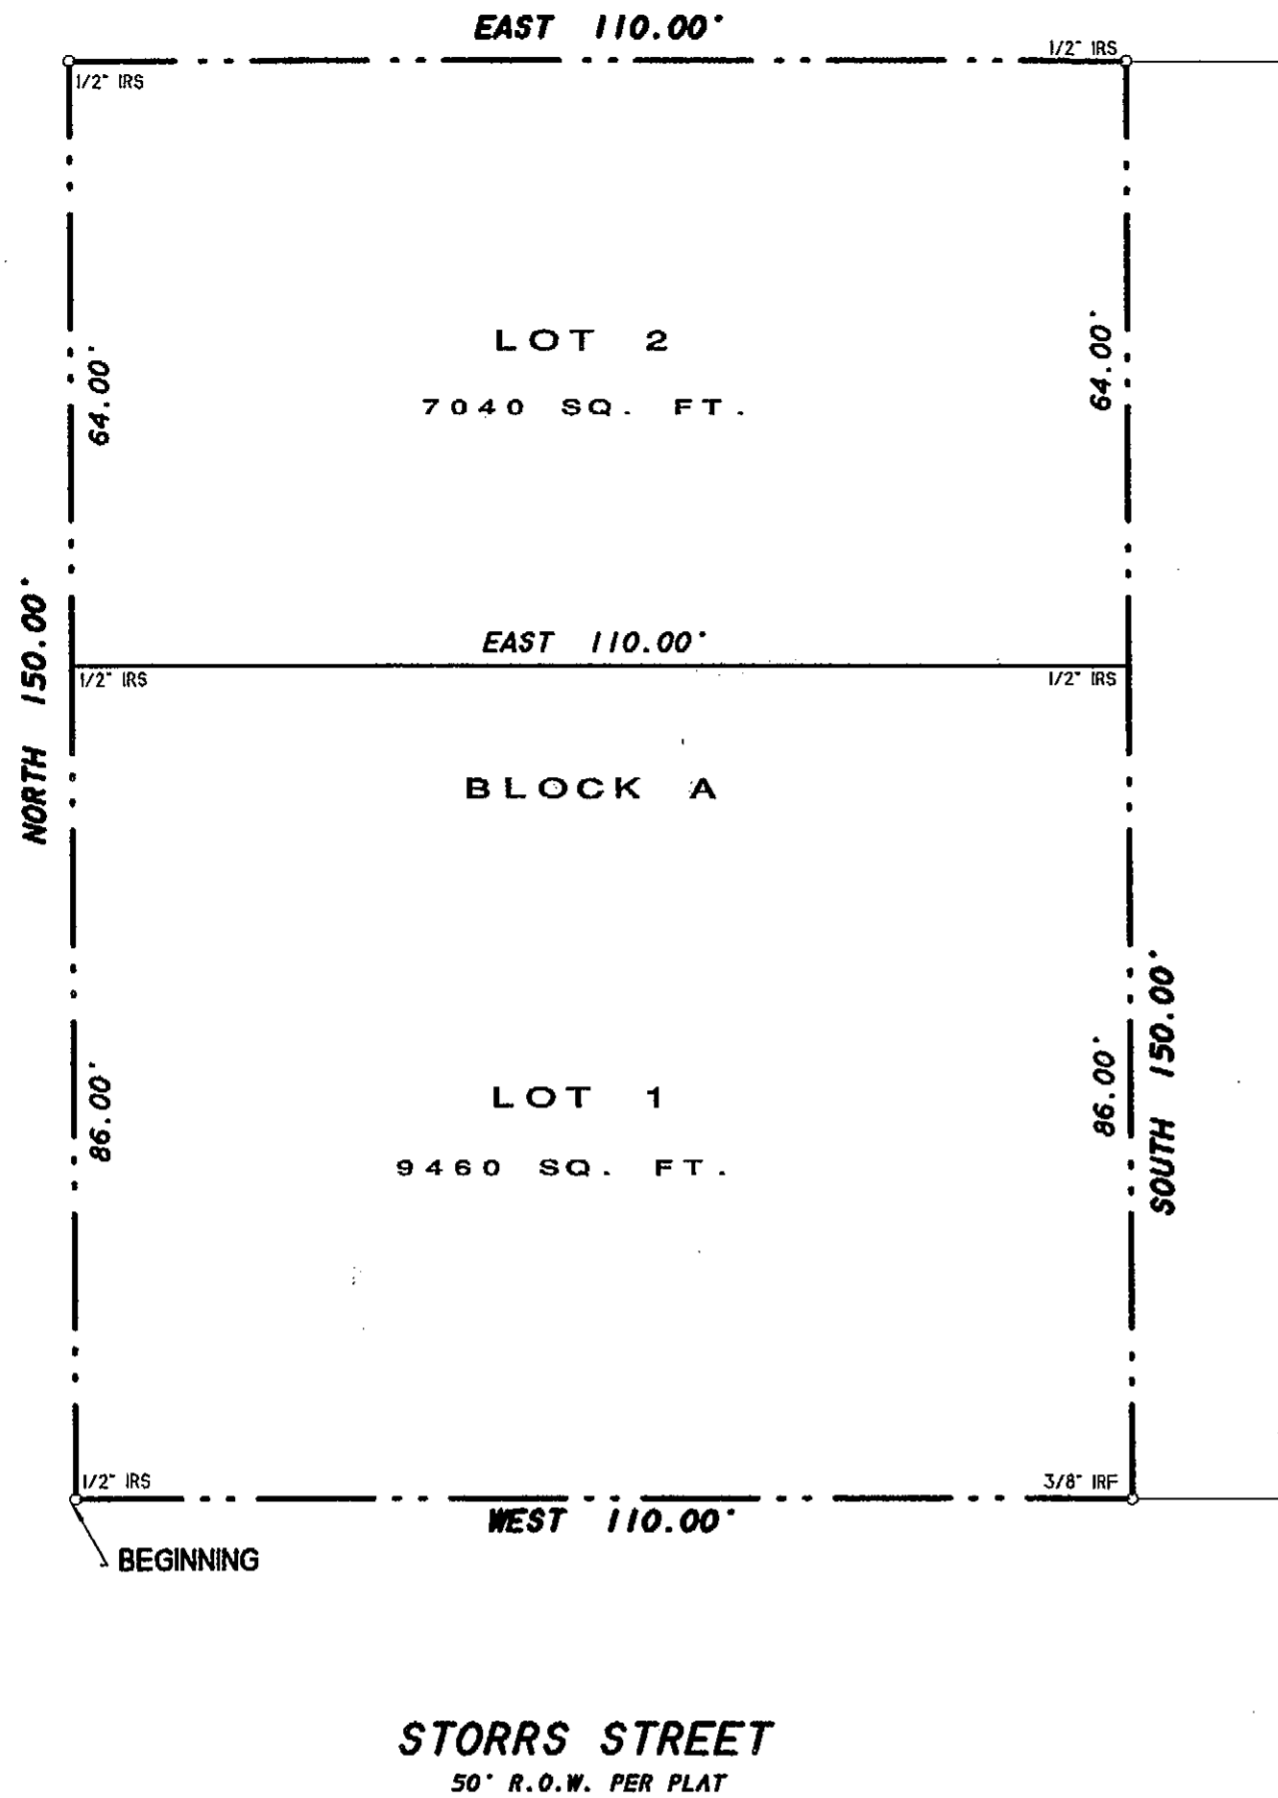 EAST 110.00'
1/2" IRS
1/2" IRS
LOT 2
7040 SQ. FT.
64.00'
64.00'
NORTH 150.00'
EAST 110.00'
1/2" IRS
1/2" IRS
BLOCK A
LOT 1
9460 SQ. FT.
86.00'
86.00'
SOUTH 150.00'
1/2" IRS
3/8" IRF
WEST 110.00'
BEGINNING
STORRS STREET
50' R.O.W. PER PLAT